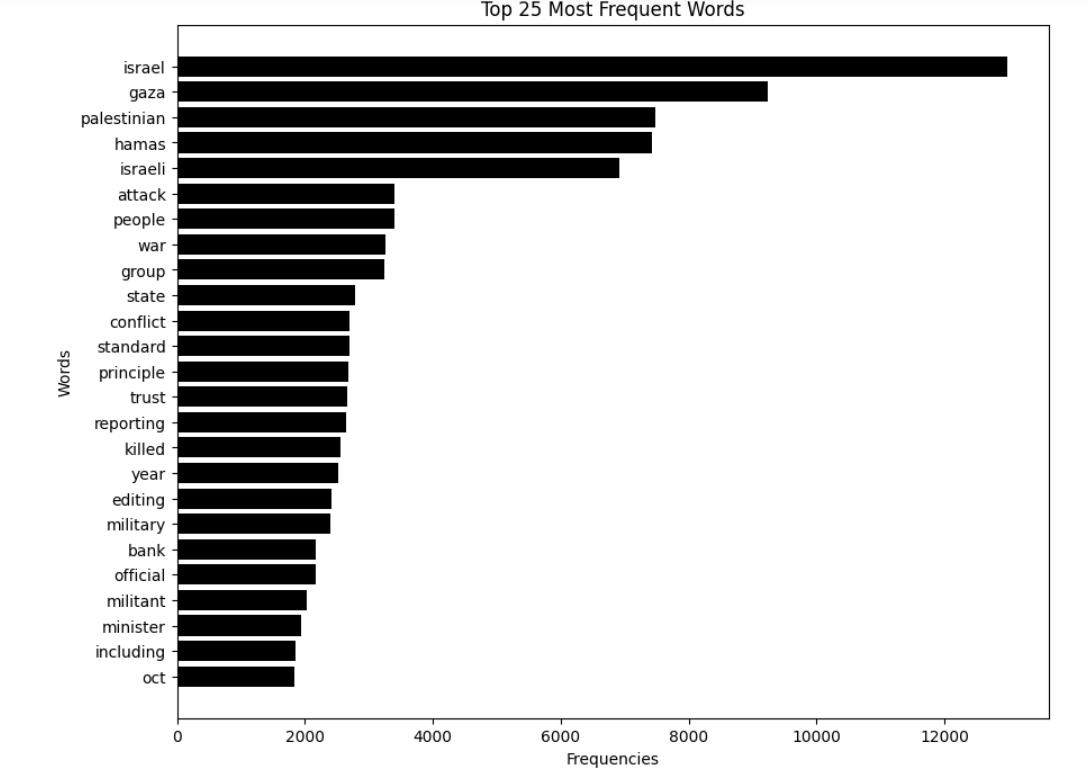 Top 25 Most Frequent Words
israel
gaza
palestinian
hamas
israeli
attack
people
war
group
state
conflict
standard
principle
trust
reporting
killed
year
editing
military
bank
official
militant
minister
including
oct
Words
0 2000 4000 6000 8000 10000 12000
Frequencies